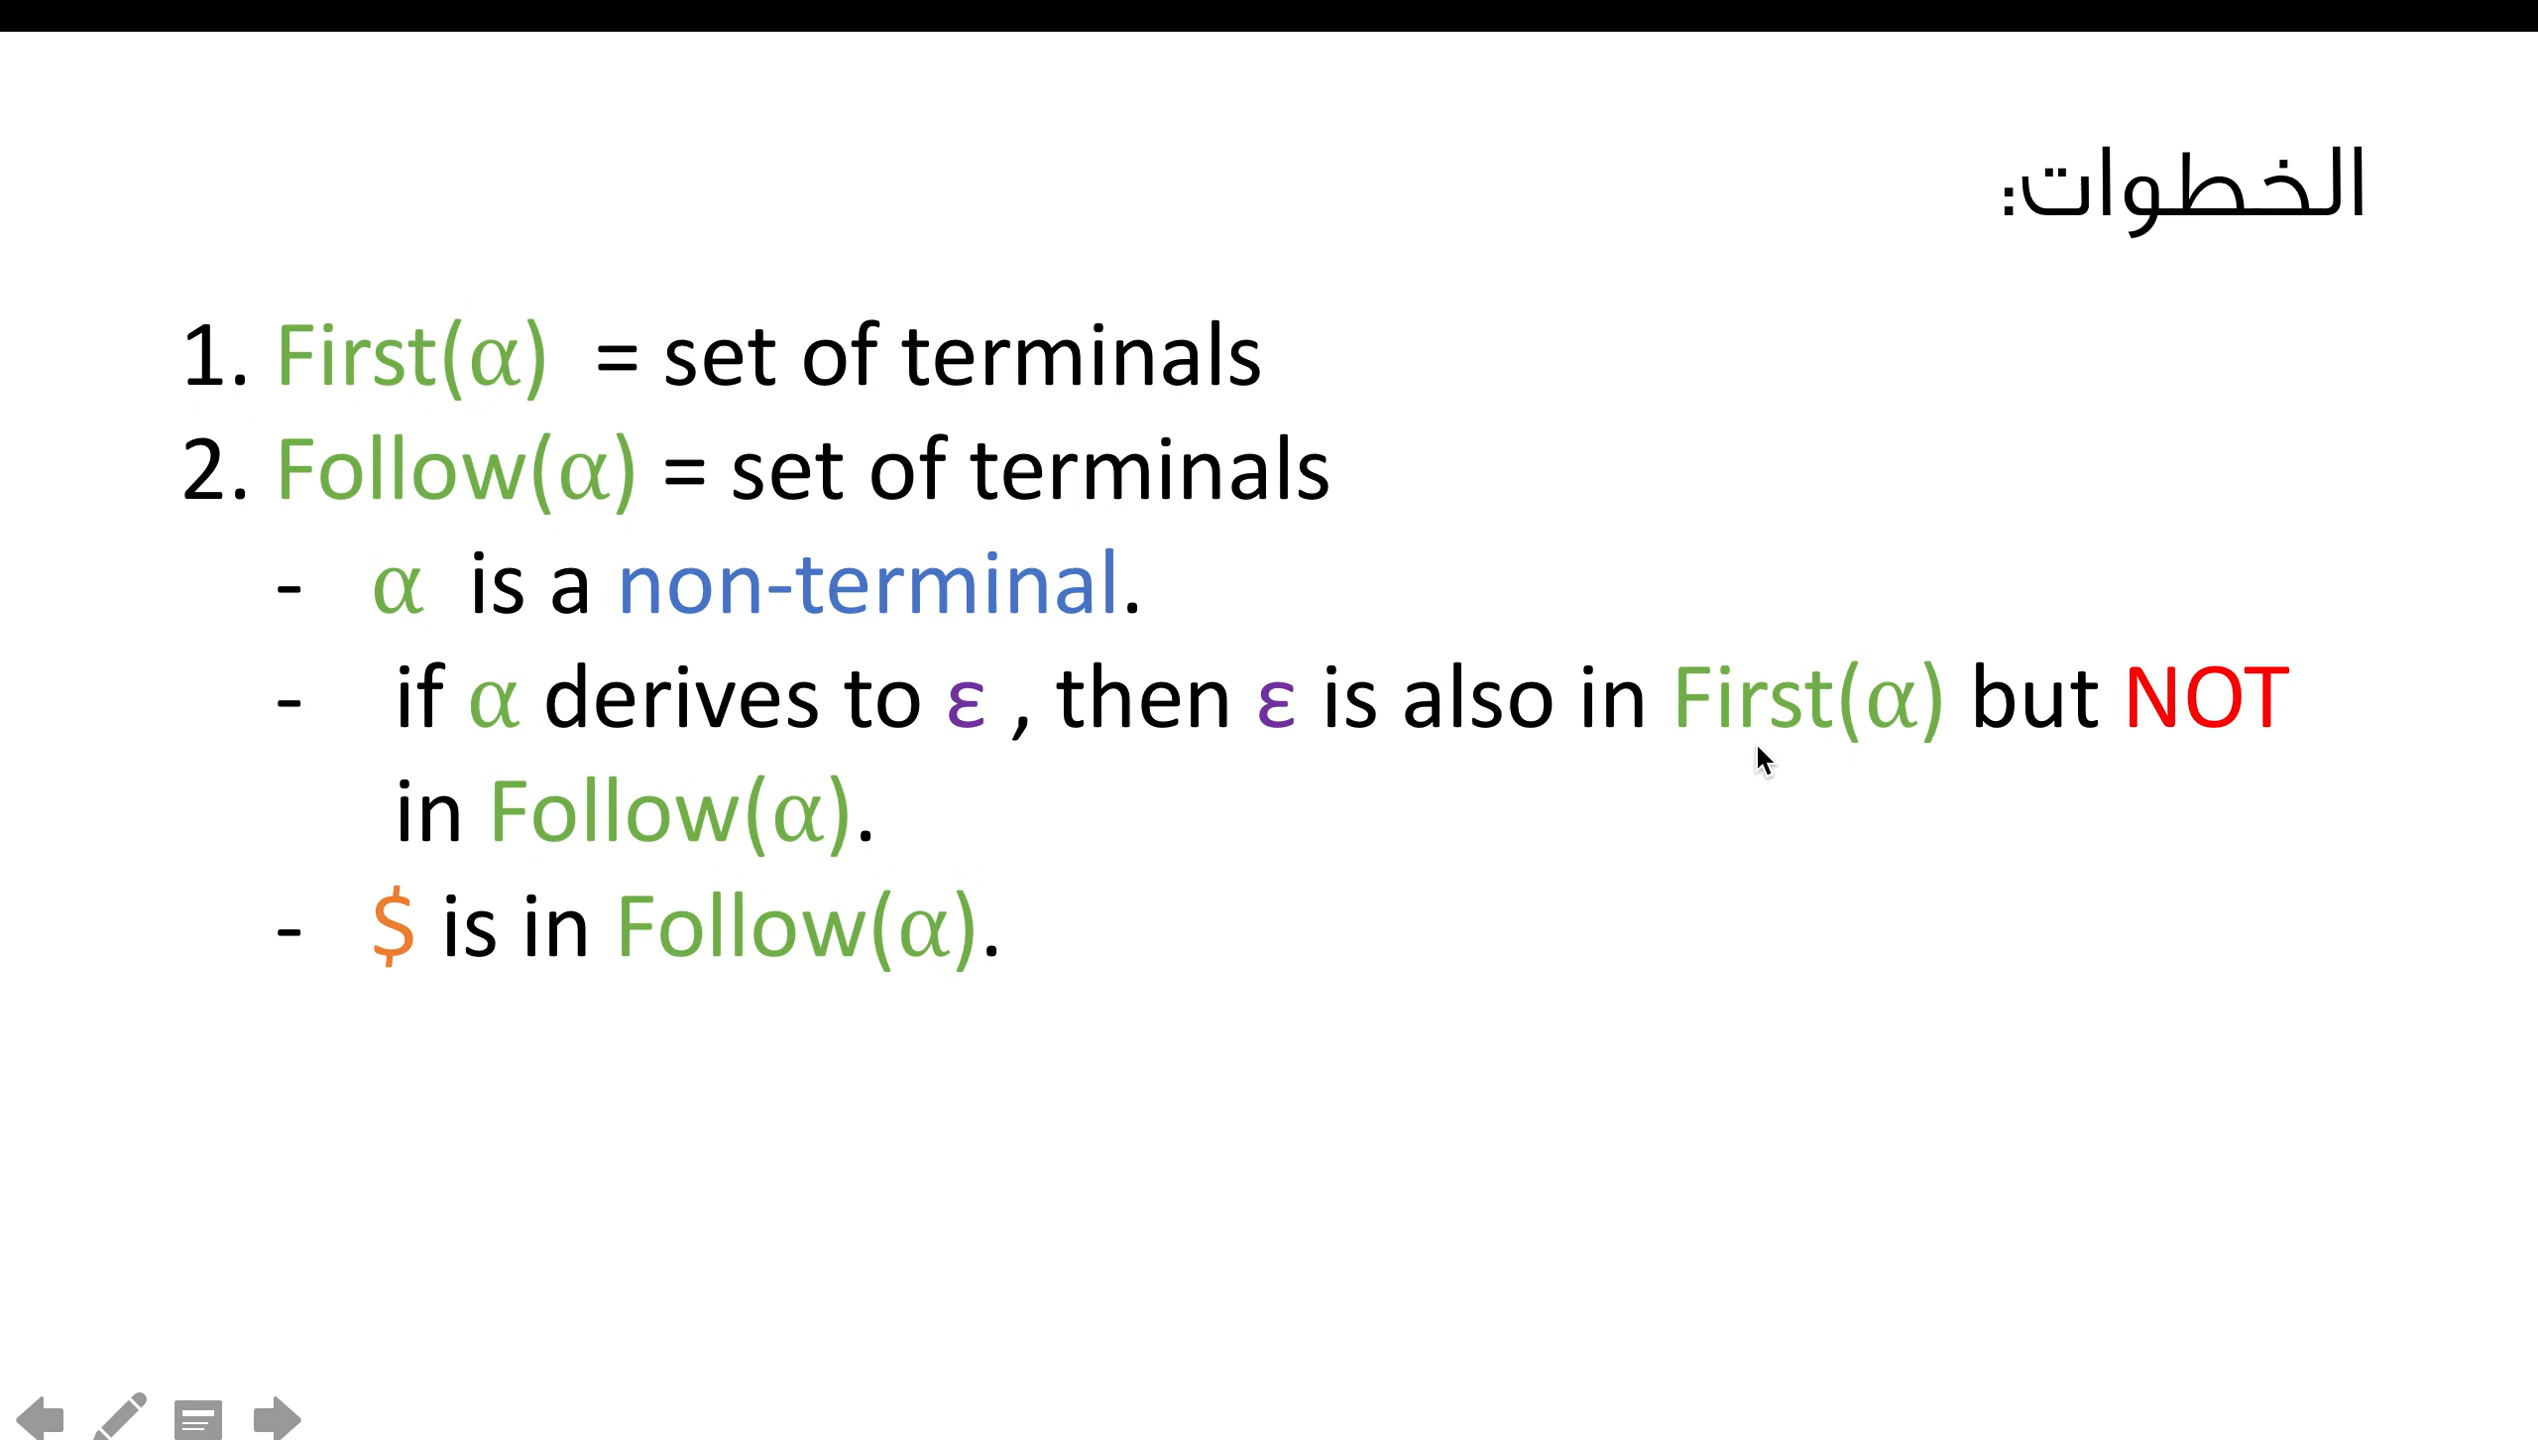 الخطوات:
1. First(α) = set of terminals
2. Follow(α) = set of terminals
- α is a non-terminal.
- if α derives to ε , then ε is also in First(α) but NOT
in Follow(α).
- $ is in Follow(α).